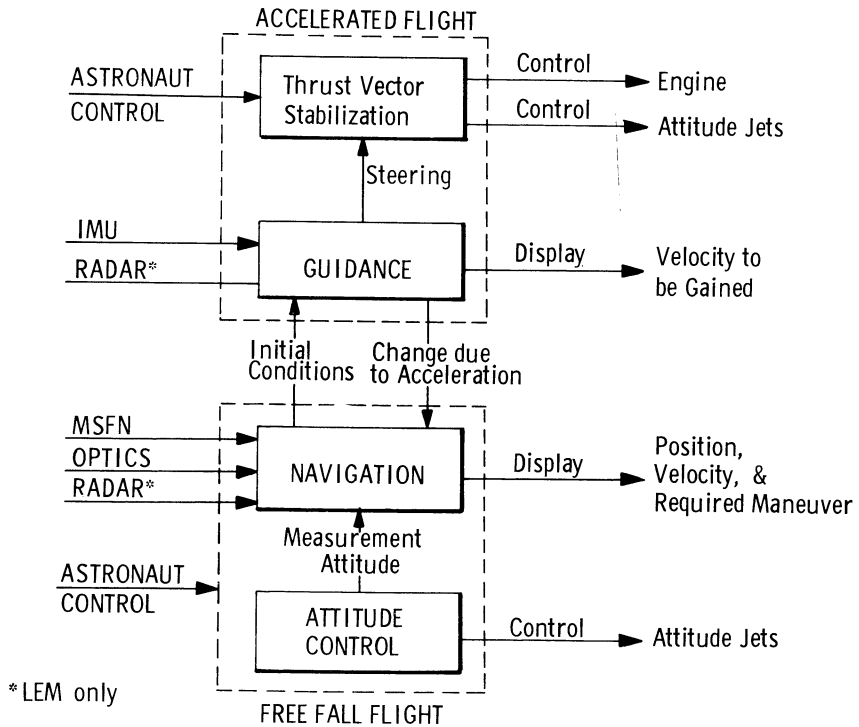 ACCELERATED FLIGHT
ASTRONAUT
CONTROL
Thrust Vector
Stabilization
Control
Engine
Control
Attitude Jets
Steering
IMU
RADAR*
GUIDANCE
Display
Velocity to
be Gained
Initial
Conditions
Change due
to Acceleration
MSFN
OPTICS
RADAR*
NAVIGATION
Display
Position,
Velocity, &
Required Maneuver
Measurement
Attitude
ASTRONAUT
CONTROL
ATTITUDE
CONTROL
Control
Attitude Jets
*LEM only
FREE FALL FLIGHT